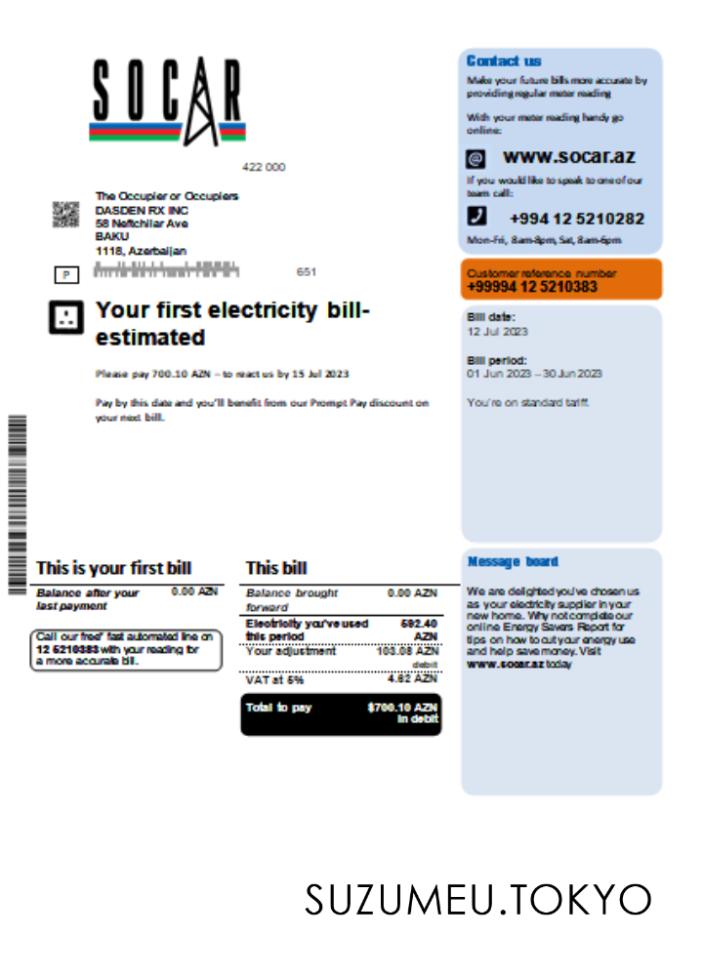 SOCAR
422 000
The Occupier or Occupiers
DASDEN RX INC
58 Neftchilar Ave
BAKU
1118, Azerbaijan
P
651
Your first electricity bill-
estimated
Please pay 700.10 AZN – to react us by 15 Jul 2023
Pay by this date and you'll benefit from our Prompt Pay discount on
your next bill.
Contact us
Make your future bills more accurate by
providing regular meter reading
With your meter reading handy go
online:
@ www.socar.az
If you would like to speak to one of our
team call:
+994 12 5210282
Mon-Fri, 8am-8pm, Sat, 8am-6pm
Customer reference number
+99994 12 5210383
Bill date:
12 Jul 2023
Bill period:
01 Jun 2023 – 30 Jun 2023
You're on standard tariff.
This is your first bill
Balance after your 0.00 AZN
last payment
Call our free* fast automated line on
12 5210383 with your reading for
a more accurate bill.
This bill
Balance brought 0.00 AZN
forward
Electricity you've used 592.40
this period AZN
Your adjustment 103.08 AZN
debit
VAT at 5% 4.62 AZN
Total to pay $700.10 AZN
In debit
Message board
We are delighted you've chosen us
as your electricity supplier in your
new home. Why not complete our
online Energy Savers Report for
tips on how to cut your energy use
and help save money. Visit
www.socar.az today
SUZUMEU.TOKYO